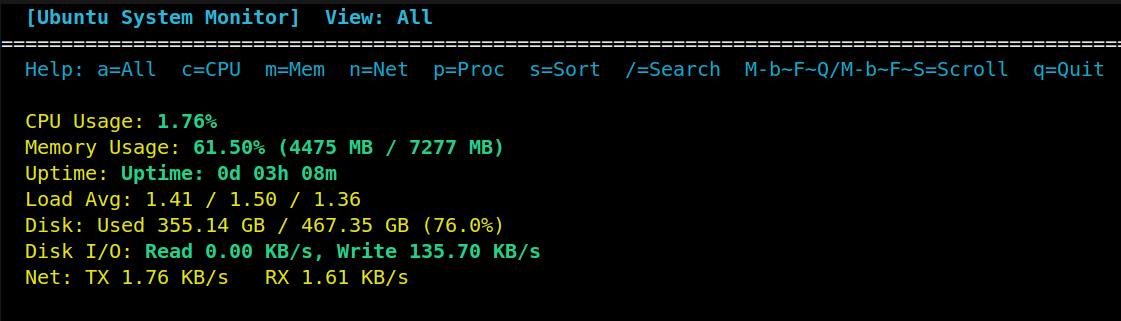 [Ubuntu System Monitor]  View: All
================================================================================================
Help: a=All  c=CPU  m=Mem  n=Net  p=Proc  s=Sort  /=Search  M-b~F~Q/M-b~F~S=Scroll  q=Quit
CPU Usage: 1.76%
Memory Usage: 61.50% (4475 MB / 7277 MB)
Uptime: Uptime: 0d 03h 08m
Load Avg: 1.41 / 1.50 / 1.36
Disk: Used 355.14 GB / 467.35 GB (76.0%)
Disk I/O: Read 0.00 KB/s, Write 135.70 KB/s
Net: TX 1.76 KB/s   RX 1.61 KB/s